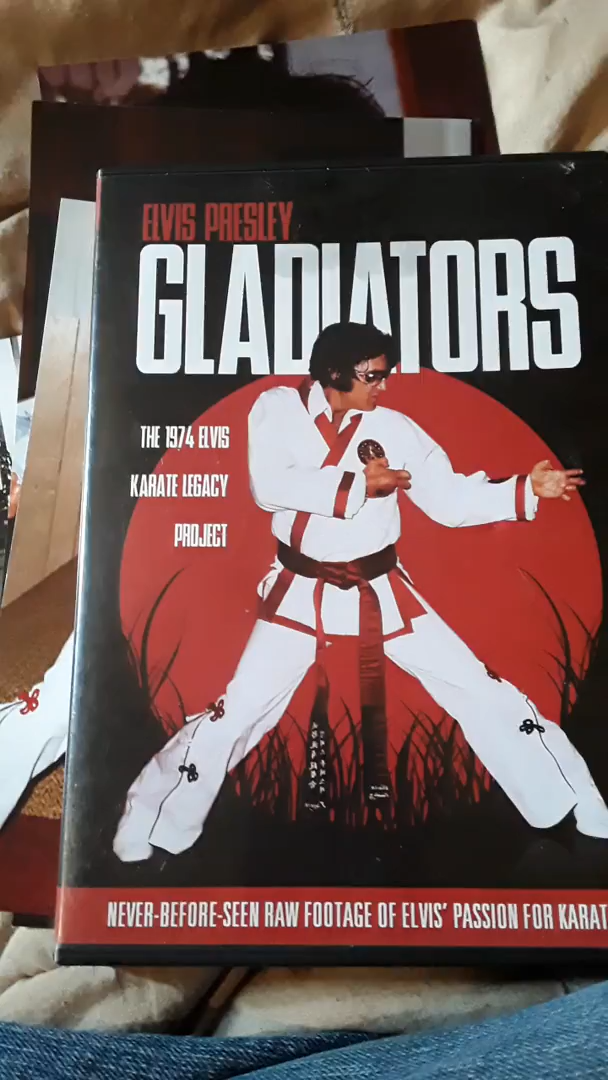 ELVIS PRESLEY
GLADIATORS
THE 1974 ELVIS
KARATE LEGACY
PROJECT
NEVER-BEFORE-SEEN RAW FOOTAGE OF ELVIS' PASSION FOR KARAT